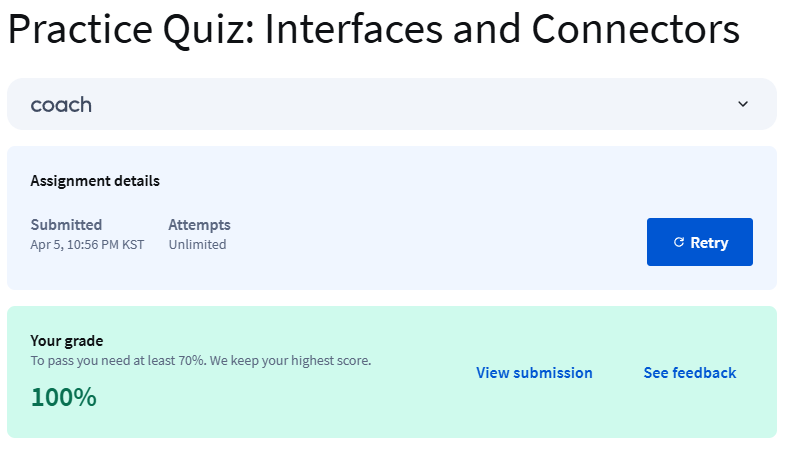 Practice Quiz: Interfaces and Connectors
coach
Assignment details
Submitted
Apr 5, 10:56 PM KST
Attempts
Unlimited
Retry
Your grade
To pass you need at least 70%. We keep your highest score.
100%
View submission
See feedback